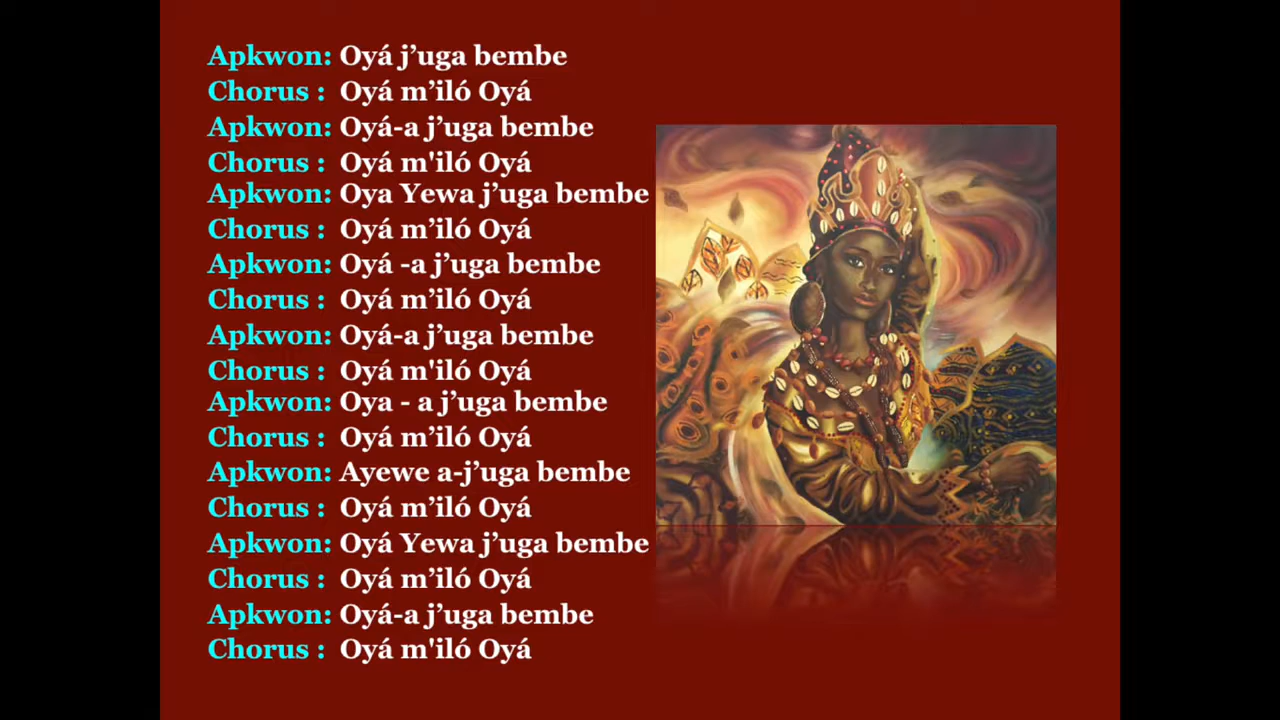 Apkwon: Oyá j’uga bembe
Chorus : Oyá m’iló Oyá
Apkwon: Oyá-a j’uga bembe
Chorus : Oyá m'iló Oyá
Apkwon: Oya Yewa j’uga bembe
Chorus : Oyá m’iló Oyá
Apkwon: Oyá -a j’uga bembe
Chorus : Oyá m’iló Oyá
Apkwon: Oyá-a j’uga bembe
Chorus : Oyá m'iló Oyá
Apkwon: Oya - a j’uga bembe
Chorus : Oyá m’iló Oyá
Apkwon: Ayewe a-j’uga bembe
Chorus : Oyá m’iló Oyá
Apkwon: Oyá Yewa j’uga bembe
Chorus : Oyá m’iló Oyá
Apkwon: Oyá-a j’uga bembe
Chorus : Oyá m'iló Oyá